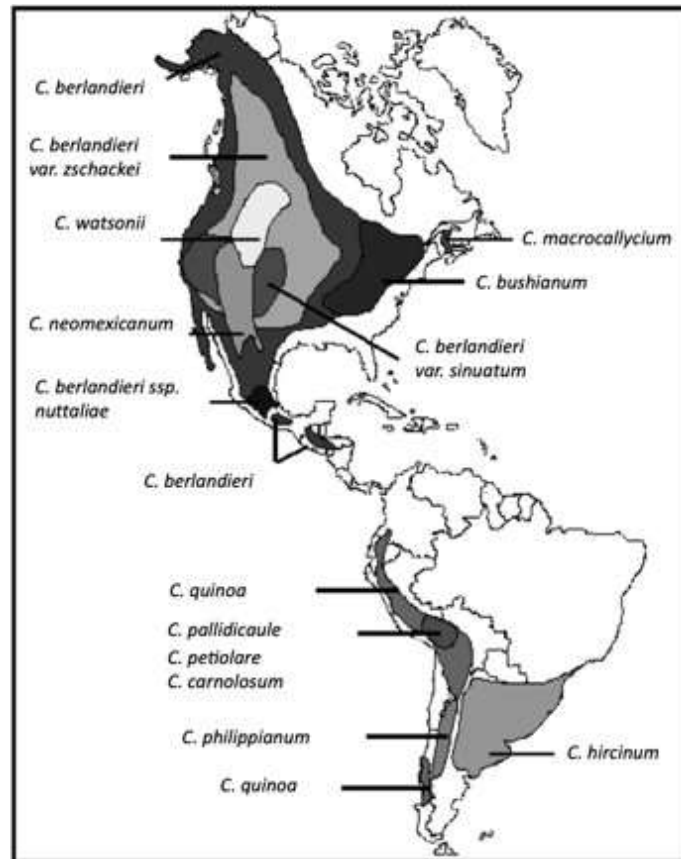 C. berlandieri
C. berlandieri
var. zschackei
C. watsonii
C. macrocallycium
C. bushianum
C. neomexicanum
C. berlandieri
var. sinuatum
C. berlandieri ssp.
nuttaliae
C. berlandieri
C. quinoa
C. pallidicaule
C. petiolare
C. carnolosum
C. philippianum
C. hircinum
C. quinoa